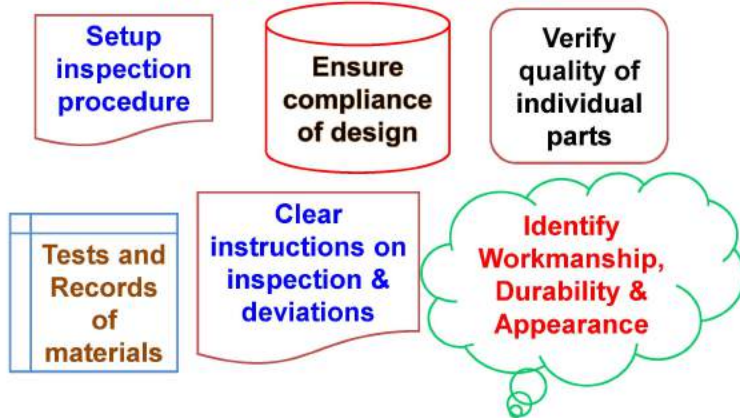 Setup
inspection
procedure
Ensure
compliance
of design
Verify
quality of
individual
parts
Tests and
Records
of
materials
Clear
instructions on
inspection &
deviations
Identify
Workmanship,
Durability &
Appearance